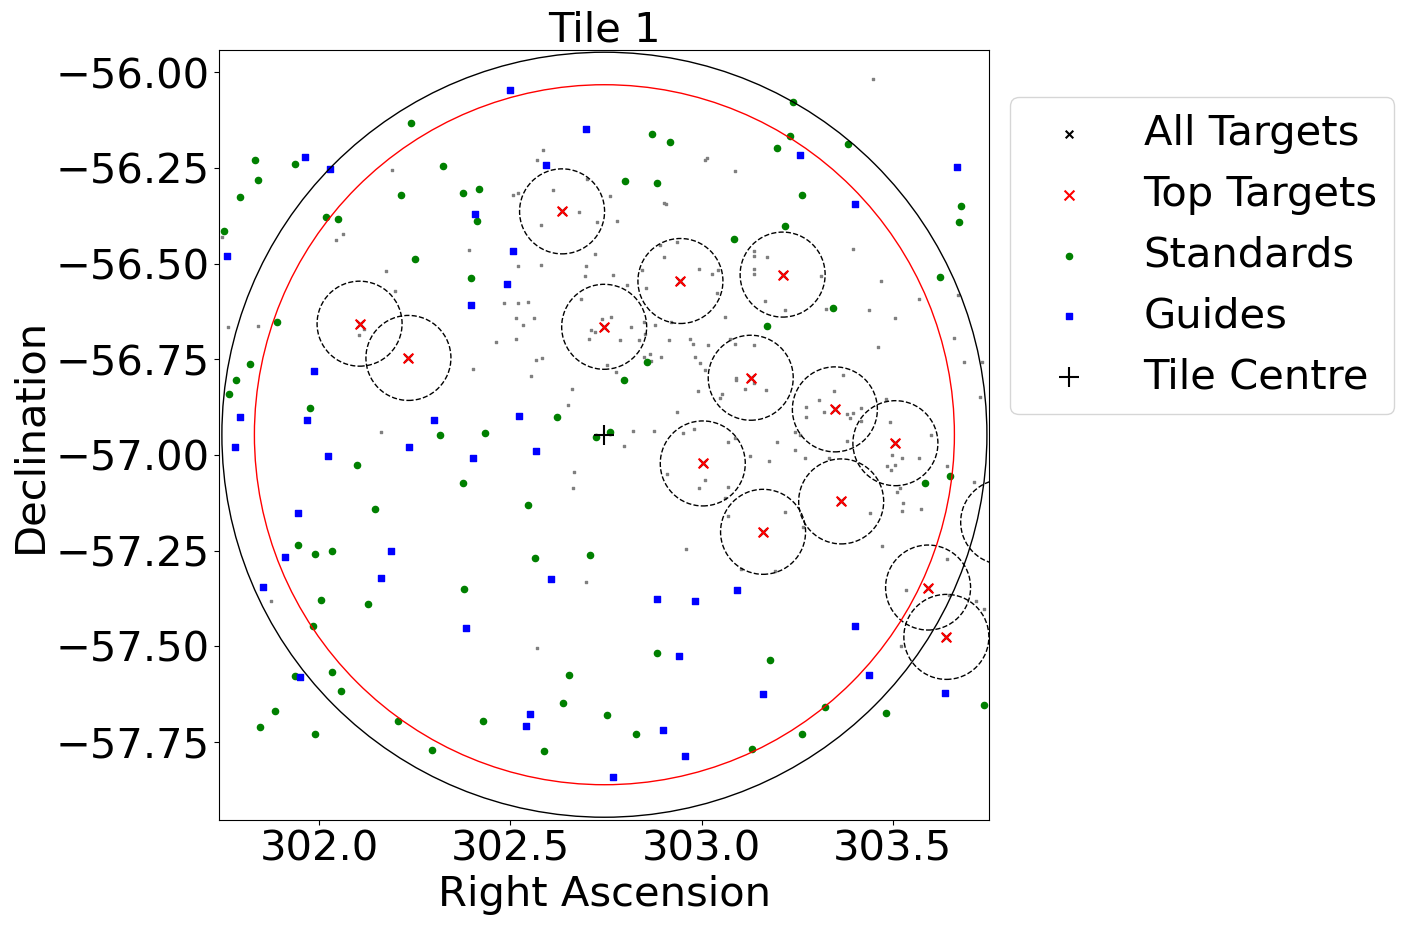 Tile 1
−56.00
−56.25
−56.50
−56.75
−57.00
−57.25
−57.50
−57.75
Declination
302.0 302.5 303.0 303.5
Right Ascension
All Targets
Top Targets
Standards
Guides
Tile Centre